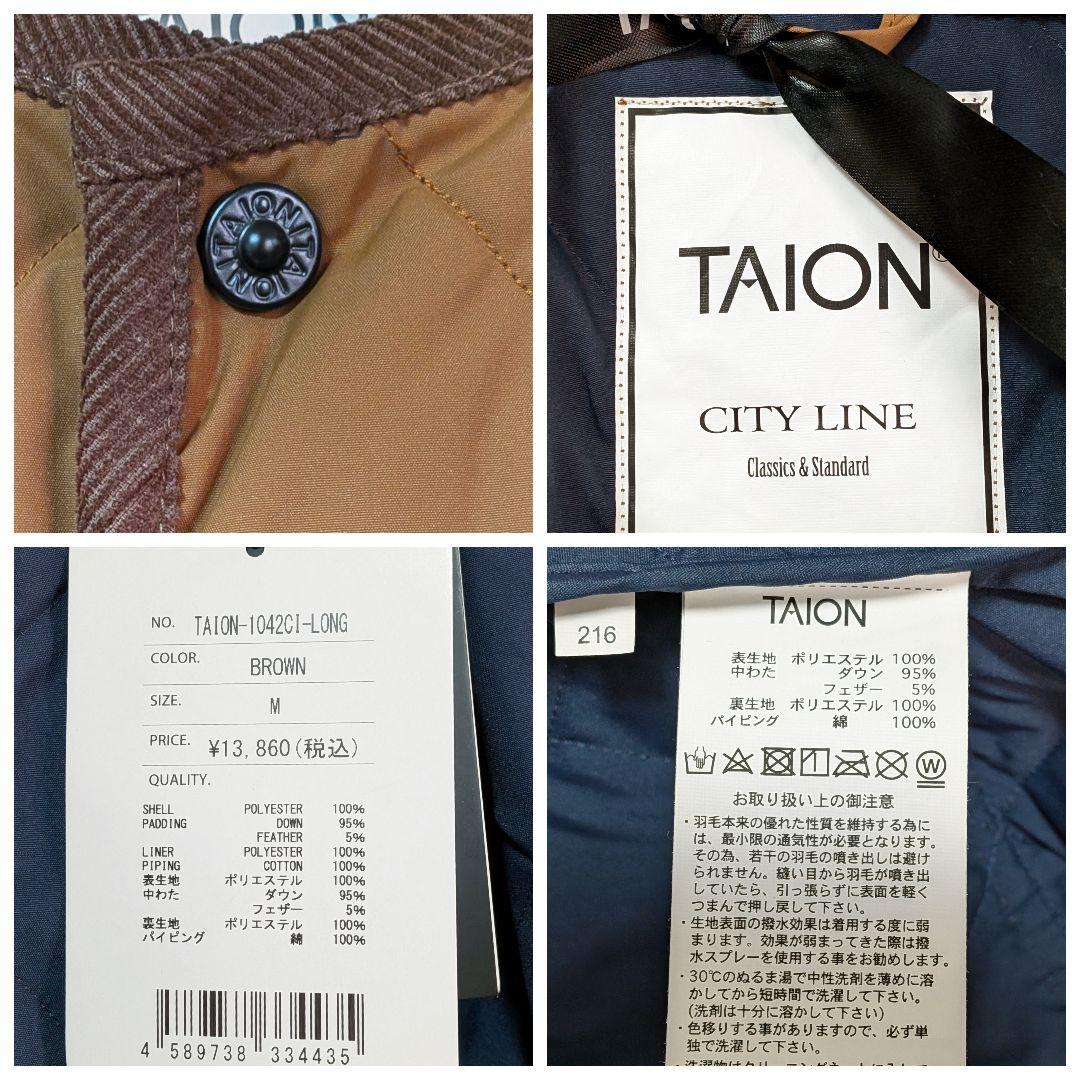 TAION TAION
TAION
CITY LINE
Classics & Standard
NO. TAION-1042CI-LONG
COLOR. BROWN
SIZE. M
PRICE. ¥13,860(税込)
QUALITY.
SHELL POLYESTER 100%
PADDING DOWN 95%
FEATHER 5%
LINER POLYESTER 100%
PIPING COTTON 100%
表生地 ポリエステル 100%
中わた ダウン 95%
フェザー 5%
裏生地 ポリエステル 100%
パイピング 綿 100%
4 589738 334435
216
TAION
表生地 ポリエステル 100%
中わた ダウン 95%
フェザー 5%
裏生地 ポリエステル 100%
パイピング 綿 100%
W
お取り扱い上の御注意
・羽毛本来の優れた性質を維持する為に
は、最小限の通気性が必要となります。
その為、若干の羽毛の噴き出しは避け
られません。縫い目から羽毛が噴き出
していたら、引っ張らずに表面を軽く
つまんで押し戻して下さい。
・生地表面の撥水効果は着用する度に弱
まります。効果が弱まってきた際は撥
水スプレーを使用する事をお勧めします。
・30℃のぬるま湯で中性洗剤を薄めに溶
かしてから短時間で洗濯して下さい。
(洗剤は十分に溶かして下さい)
・色移りする事がありますので、必ず単
独で洗濯して下さい。